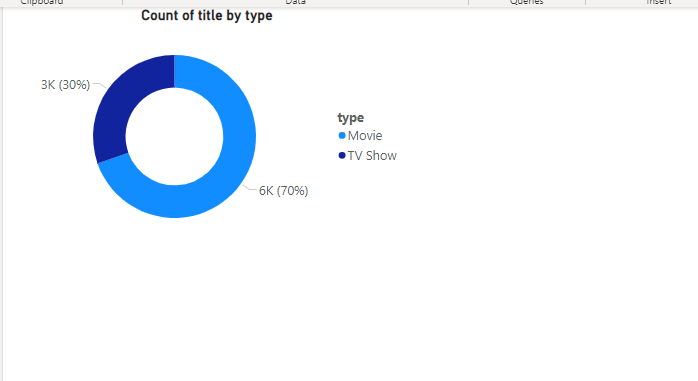 Clipboard Data Queries Insert
Count of title by type
3K (30%)
type
Movie
TV Show
6K (70%)